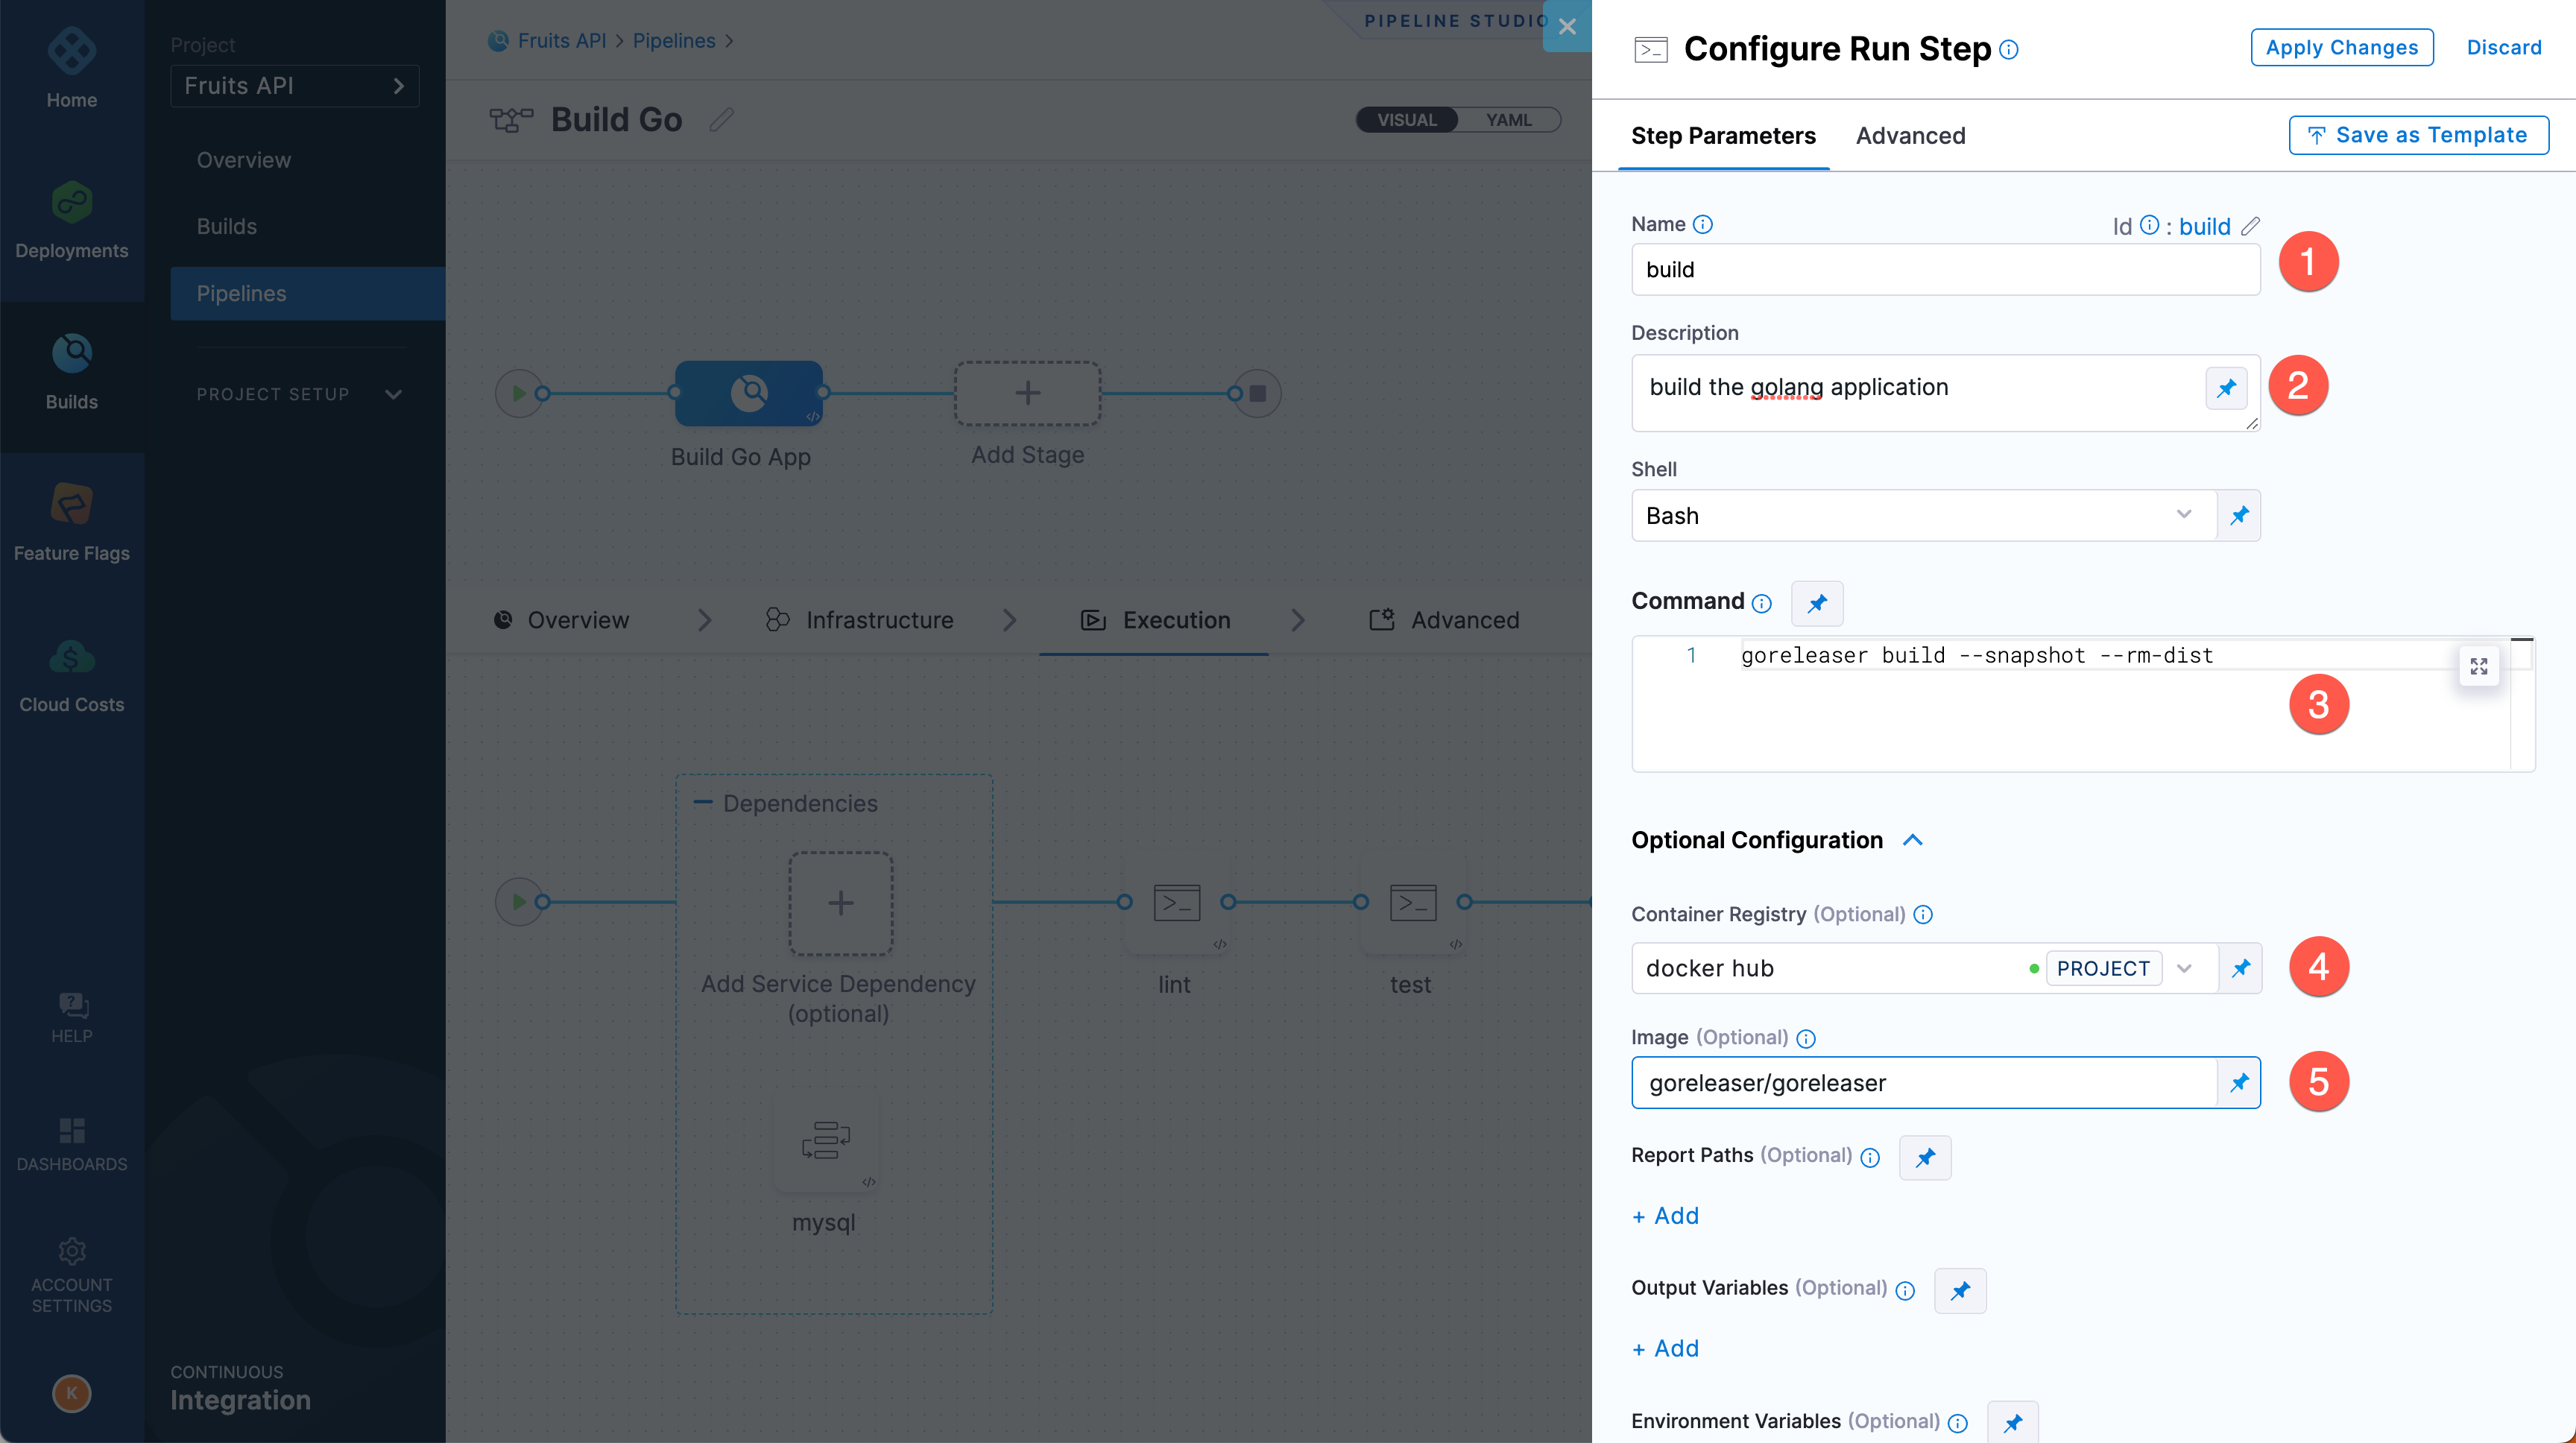 Home
Deployments
Builds
Feature Flags
Cloud Costs
HELP
DASHBOARDS
ACCOUNT
SETTINGS
K
Project
Fruits API
Overview
Builds
Pipelines
PROJECT SETUP
CONTINUOUS
Integration
Fruits API > Pipelines >
PIPELINE STUDIO
Build Go
VISUAL
YAML
Build Go App
Add Stage
Overview
Infrastructure
Execution
Advanced
Dependencies
Add Service Dependency
(optional)
lint
test
mysql
Configure Run Step
Apply Changes
Discard
Step Parameters
Advanced
Save as Template
Name
Id : build
build
1
Description
build the golang application
2
Shell
Bash
Command
1 goreleaser build --snapshot --rm-dist
3
Optional Configuration
Container Registry (Optional)
docker hub
PROJECT
4
Image (Optional)
goreleaser/goreleaser
5
Report Paths (Optional)
+ Add
Output Variables (Optional)
+ Add
Environment Variables (Optional)